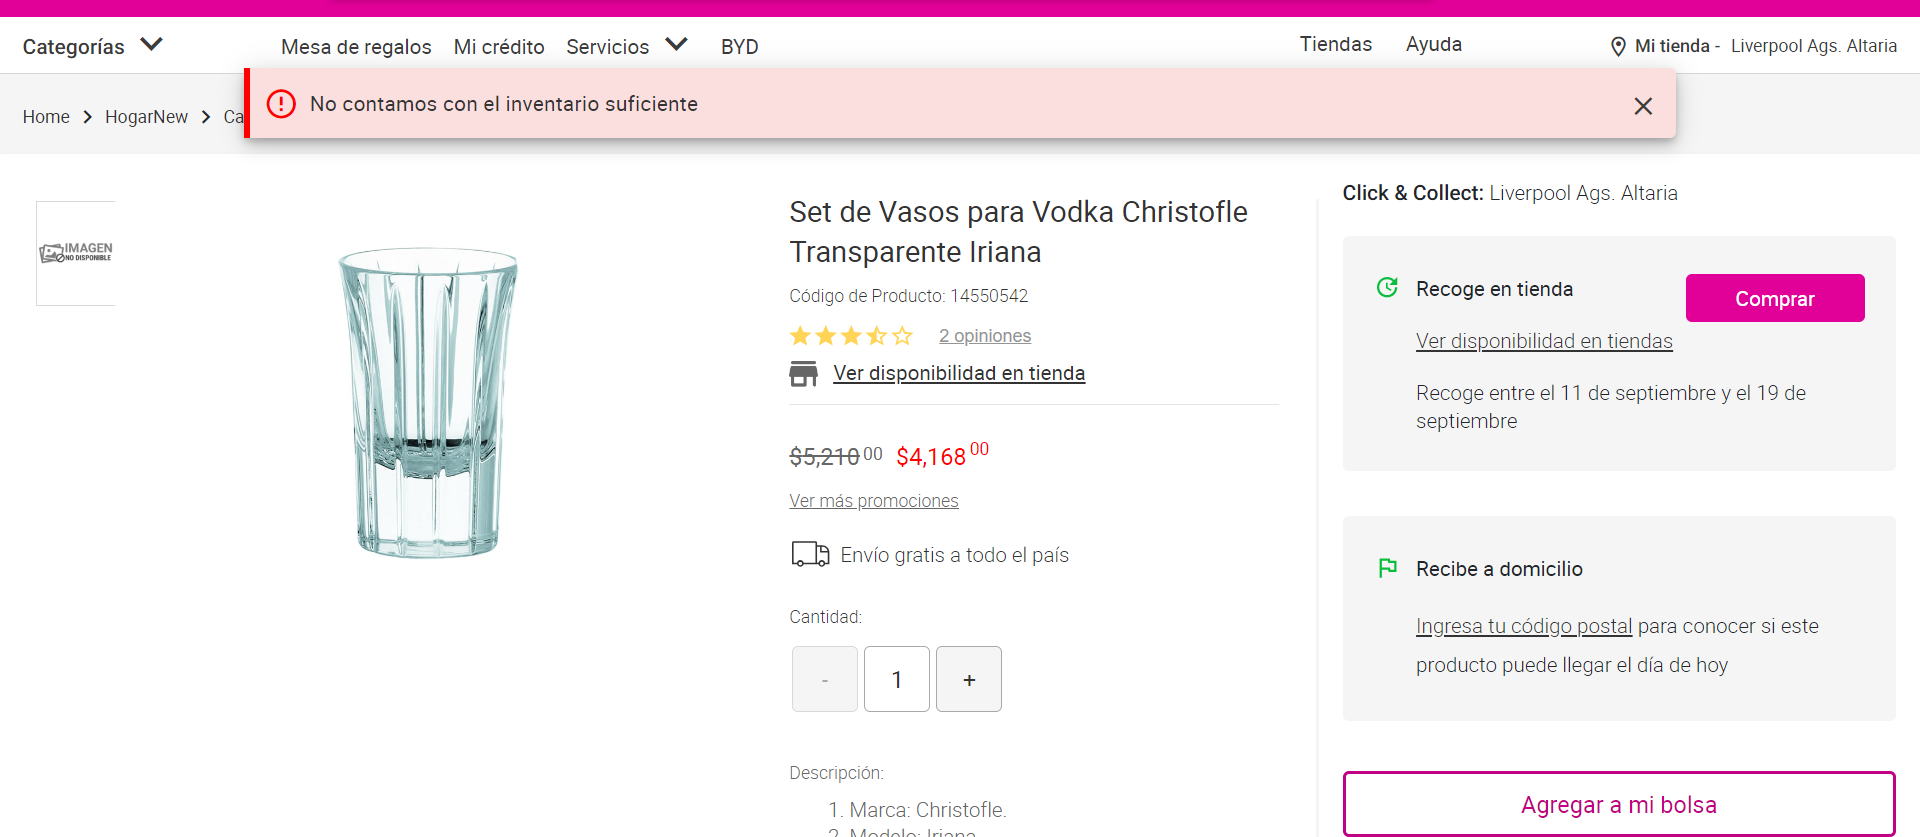 Categorías
Mesa de regalos
Mi crédito
Servicios
BYD
Tiendas
Ayuda
Mi tienda - Liverpool Ags. Altaria
No contamos con el inventario suficiente
Home
HogarNew
Ca
IMAGEN
NO DISPONIBLE
Set de Vasos para Vodka Christofle
Transparente Iriana
Código de Producto: 14550542
2 opiniones
Ver disponibilidad en tienda
$5,210 00 $4,168 00
Ver más promociones
Envío gratis a todo el país
Cantidad:
- 1 +
Descripción:
1. Marca: Christofle.
2. Modelo: Iriana
Click & Collect: Liverpool Ags. Altaria
Recoge en tienda
Comprar
Ver disponibilidad en tiendas
Recoge entre el 11 de septiembre y el 19 de
septiembre
Recibe a domicilio
Ingresa tu código postal para conocer si este
producto puede llegar el día de hoy
Agregar a mi bolsa